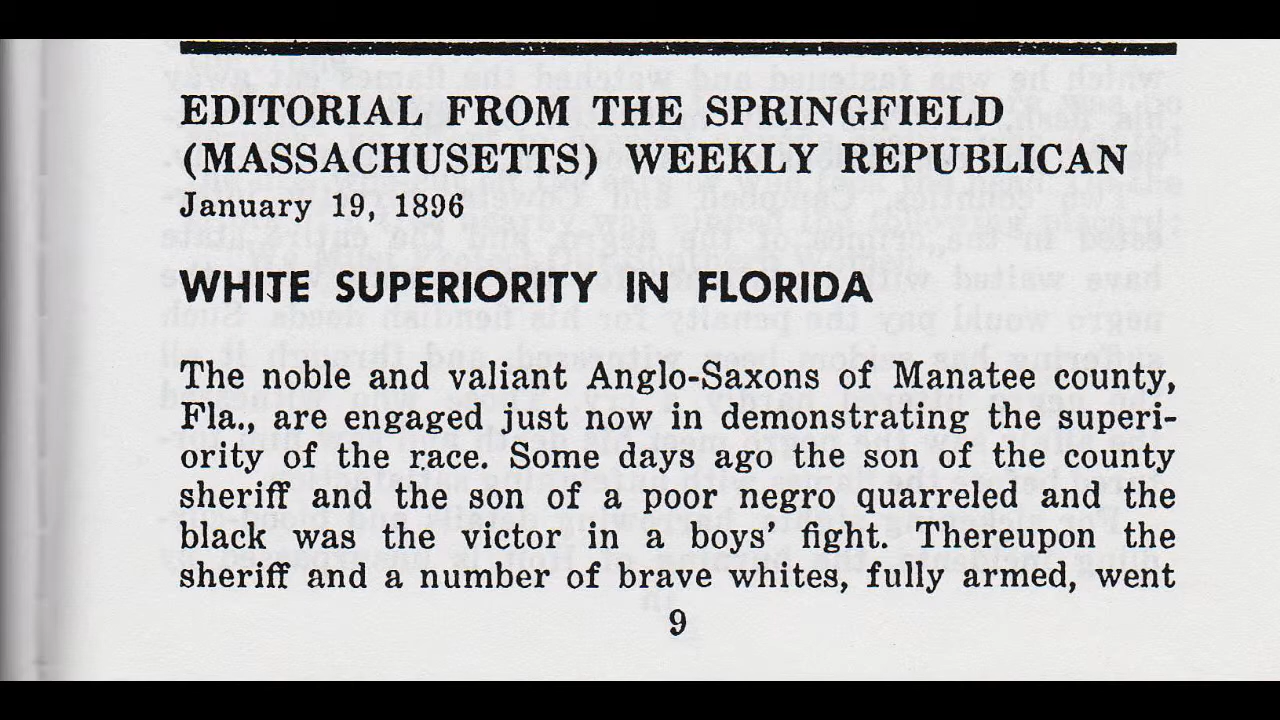 EDITORIAL FROM THE SPRINGFIELD
(MASSACHUSETTS) WEEKLY REPUBLICAN
January 19, 1896
WHITE SUPERIORITY IN FLORIDA
The noble and valiant Anglo-Saxons of Manatee county,
Fla., are engaged just now in demonstrating the superi-
ority of the race. Some days ago the son of the county
sheriff and the son of a poor negro quarreled and the
black was the victor in a boys' fight. Thereupon the
sheriff and a number of brave whites, fully armed, went
9